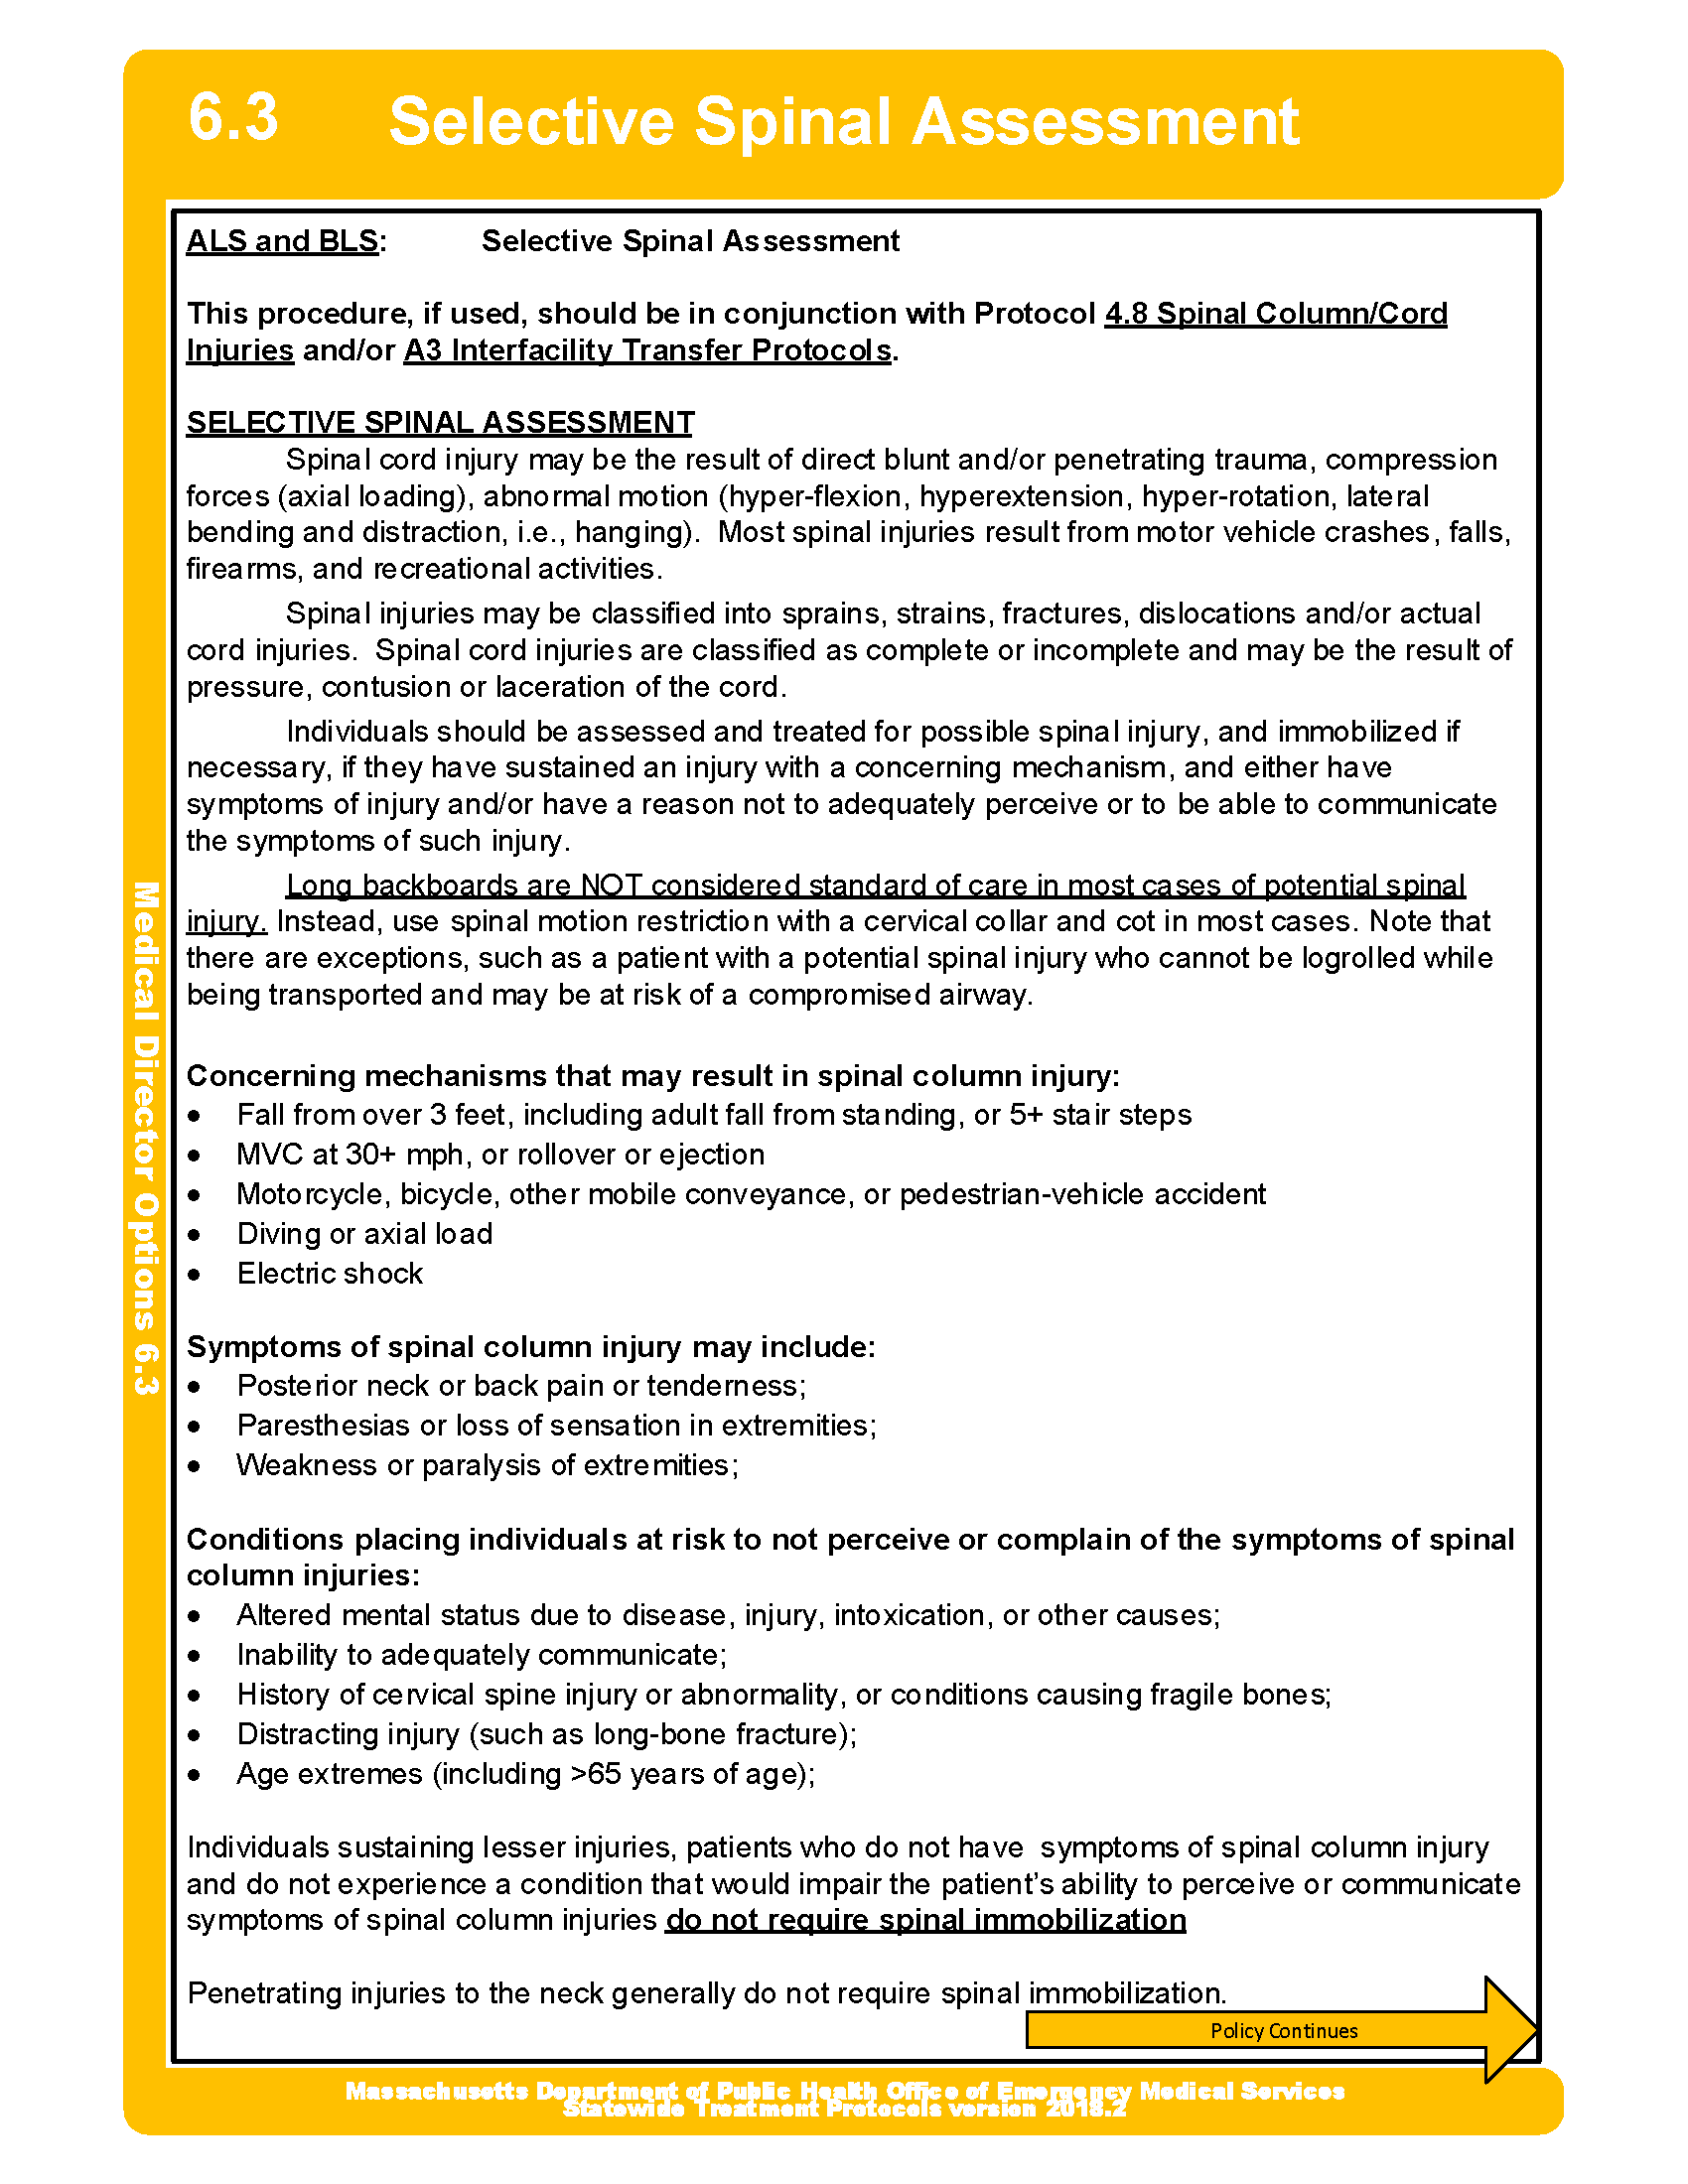 6.3 Selective Spinal Assessment
ALS and BLS: Selective Spinal Assessment
This procedure, if used, should be in conjunction with Protocol 4.8 Spinal Column/Cord
Injuries and/or A3 Interfacility Transfer Protocols.
SELECTIVE SPINAL ASSESSMENT
Spinal cord injury may be the result of direct blunt and/or penetrating trauma, compression
forces (axial loading), abnormal motion (hyper-flexion, hyperextension, hyper-rotation, lateral
bending and distraction, i.e., hanging).  Most spinal injuries result from motor vehicle crashes, falls,
firearms, and recreational activities.
Spinal injuries may be classified into sprains, strains, fractures, dislocations and/or actual
cord injuries.  Spinal cord injuries are classified as complete or incomplete and may be the result of
pressure, contusion or laceration of the cord.
Individuals should be assessed and treated for possible spinal injury, and immobilized if
necessary, if they have sustained an injury with a concerning mechanism, and either have
symptoms of injury and/or have a reason not to adequately perceive or to be able to communicate
the symptoms of such injury.
Long backboards are NOT considered standard of care in most cases of potential spinal
injury. Instead, use spinal motion restriction with a cervical collar and cot in most cases. Note that
there are exceptions, such as a patient with a potential spinal injury who cannot be logrolled while
being transported and may be at risk of a compromised airway.
Concerning mechanisms that may result in spinal column injury:
• Fall from over 3 feet, including adult fall from standing, or 5+ stair steps
• MVC at 30+ mph, or rollover or ejection
• Motorcycle, bicycle, other mobile conveyance, or pedestrian-vehicle accident
• Diving or axial load
• Electric shock
Symptoms of spinal column injury may include:
• Posterior neck or back pain or tenderness;
• Paresthesias or loss of sensation in extremities;
• Weakness or paralysis of extremities;
Conditions placing individuals at risk to not perceive or complain of the symptoms of spinal
column injuries:
• Altered mental status due to disease, injury, intoxication, or other causes;
• Inability to adequately communicate;
• History of cervical spine injury or abnormality, or conditions causing fragile bones;
• Distracting injury (such as long-bone fracture);
• Age extremes (including >65 years of age);
Individuals sustaining lesser injuries, patients who do not have  symptoms of spinal column injury
and do not experience a condition that would impair the patient’s ability to perceive or communicate
symptoms of spinal column injuries do not require spinal immobilization
Penetrating injuries to the neck generally do not require spinal immobilization.
Policy Continues
Medical Director Options 6.3
Massachusetts Department of Public Health Office of Emergency Medical Services
Statewide Treatment Protocols version 2018.2